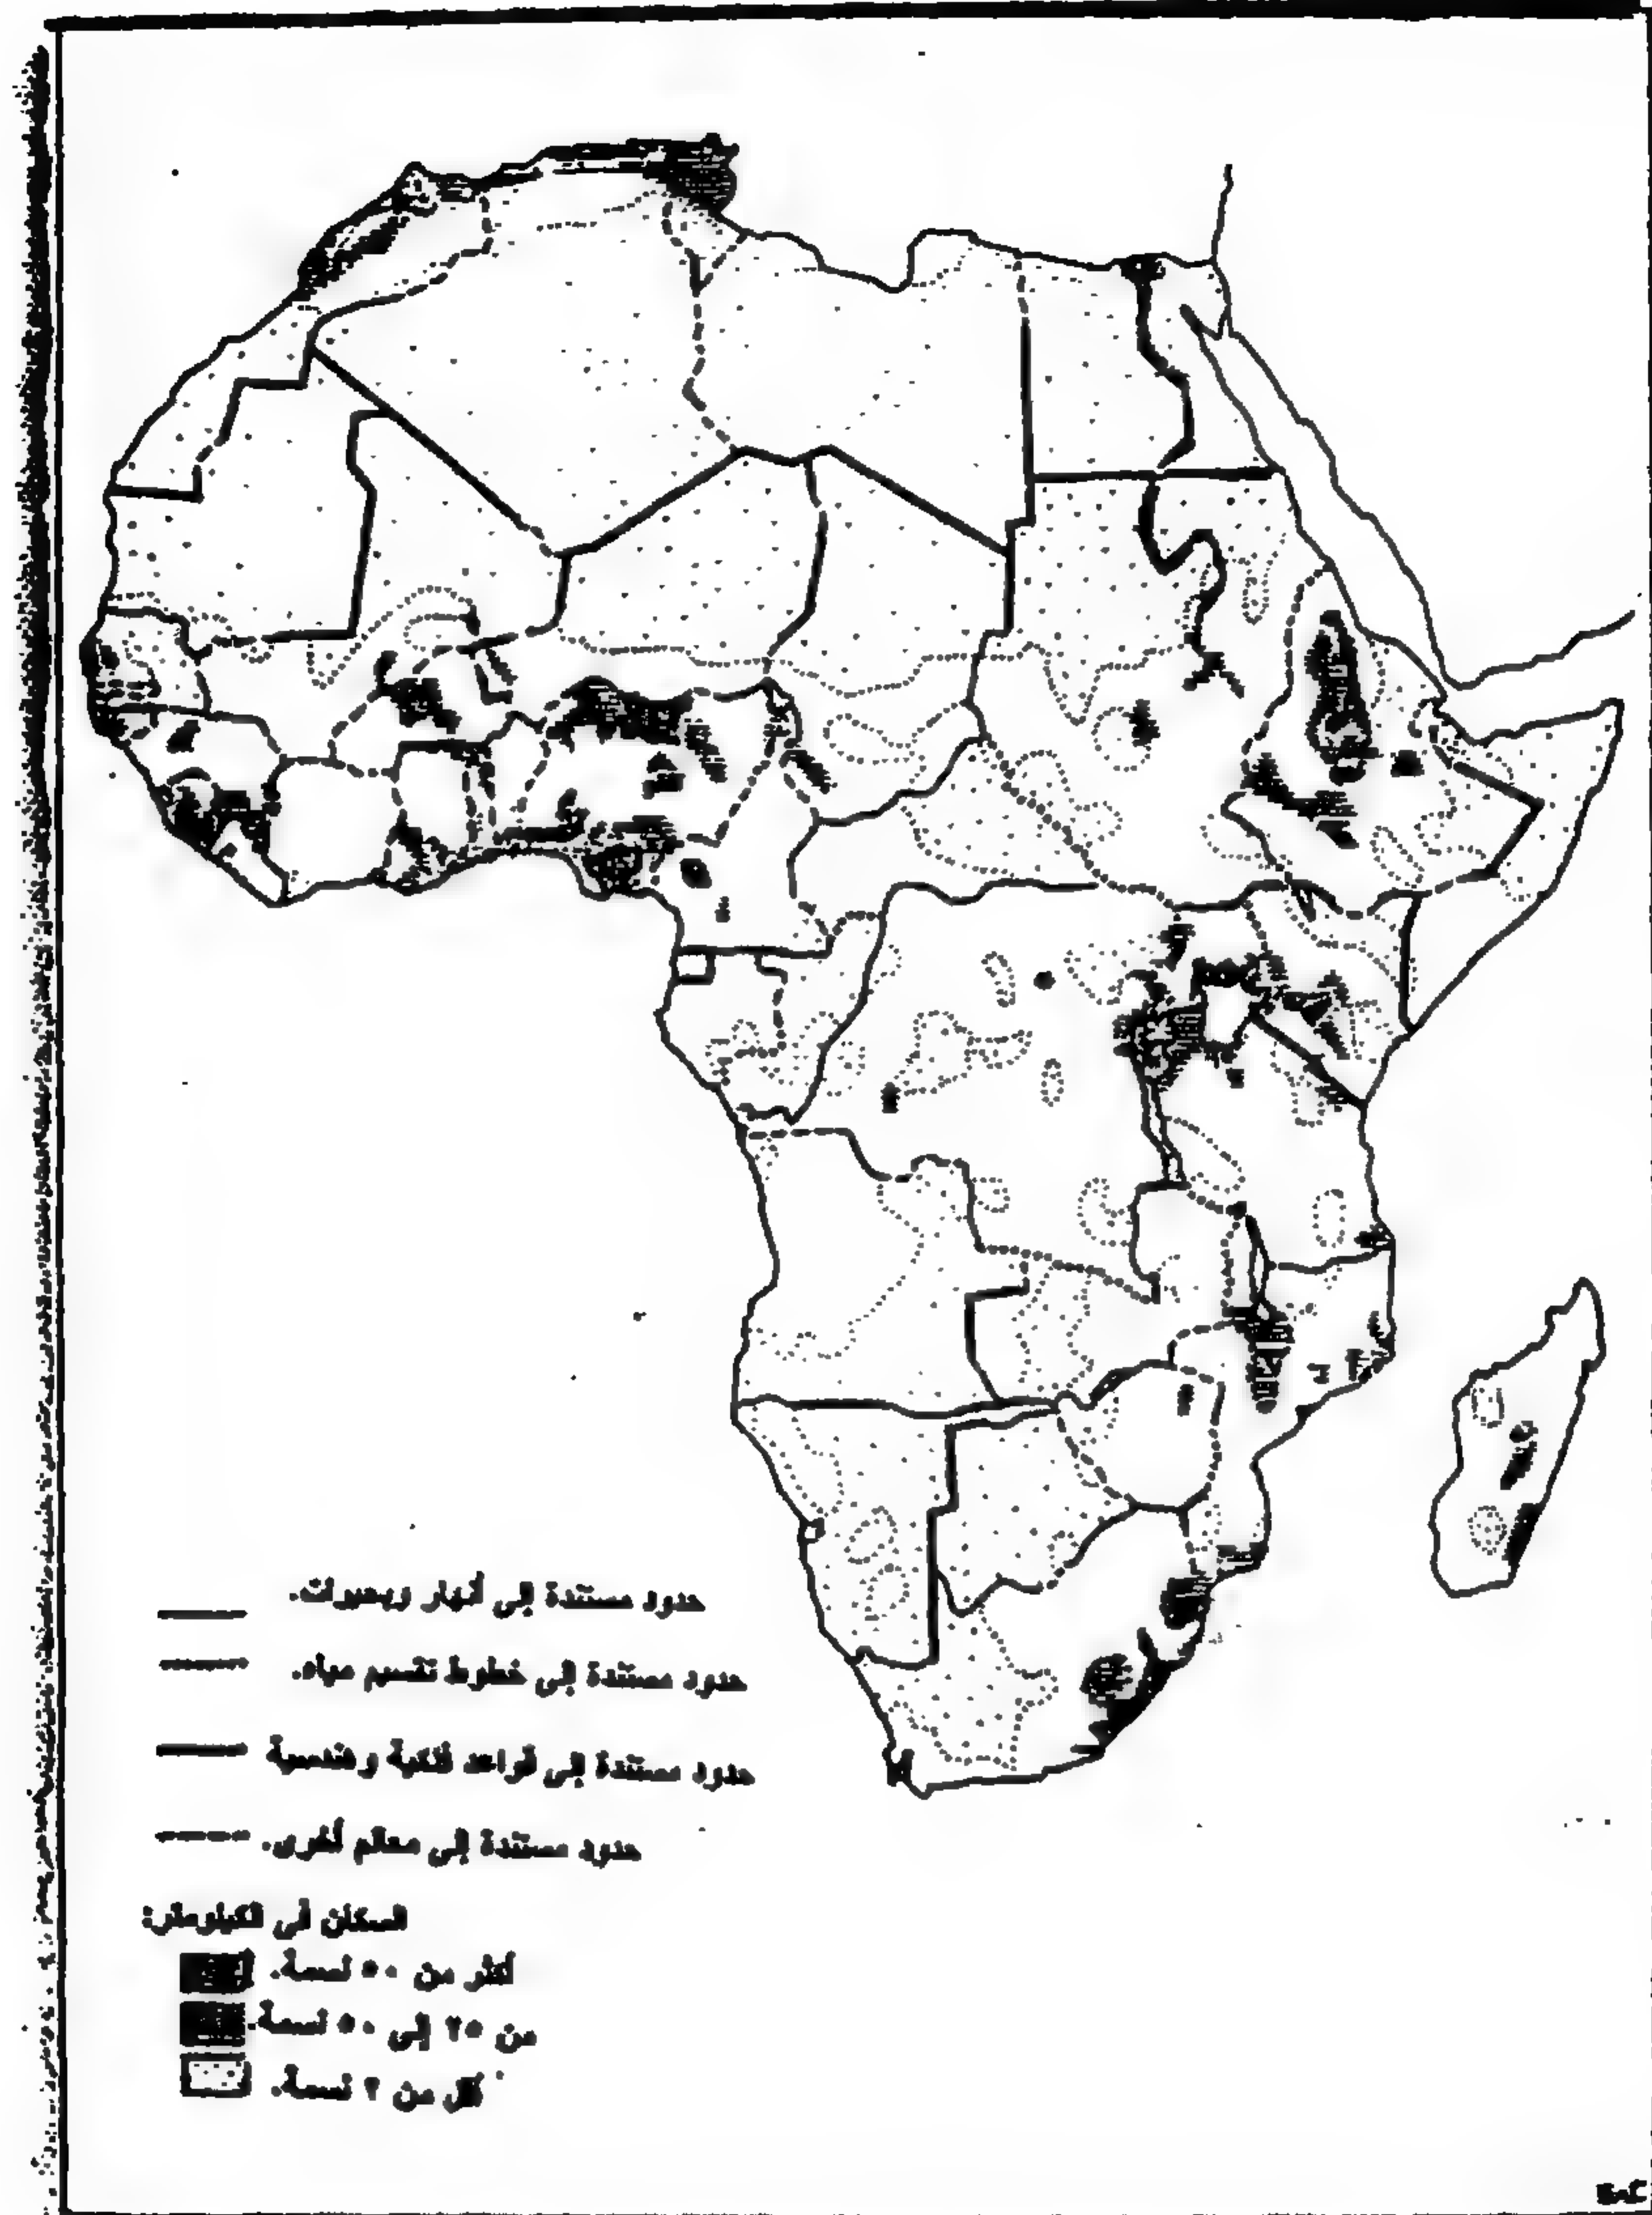 حدود مستندة إلى أنهار وبحيرات.
حدود مستندة إلى خطوط تقسيم مياه.
حدود مستندة إلى قواعد فلكية وهندسية
حدود مستندة إلى معالم أخرى.
السكان في الكيلومتر:
أكثر من ٥٠ نسمة.
من ٢٥ إلى ٥٠ نسمة.
أقل من ٢ نسمة.